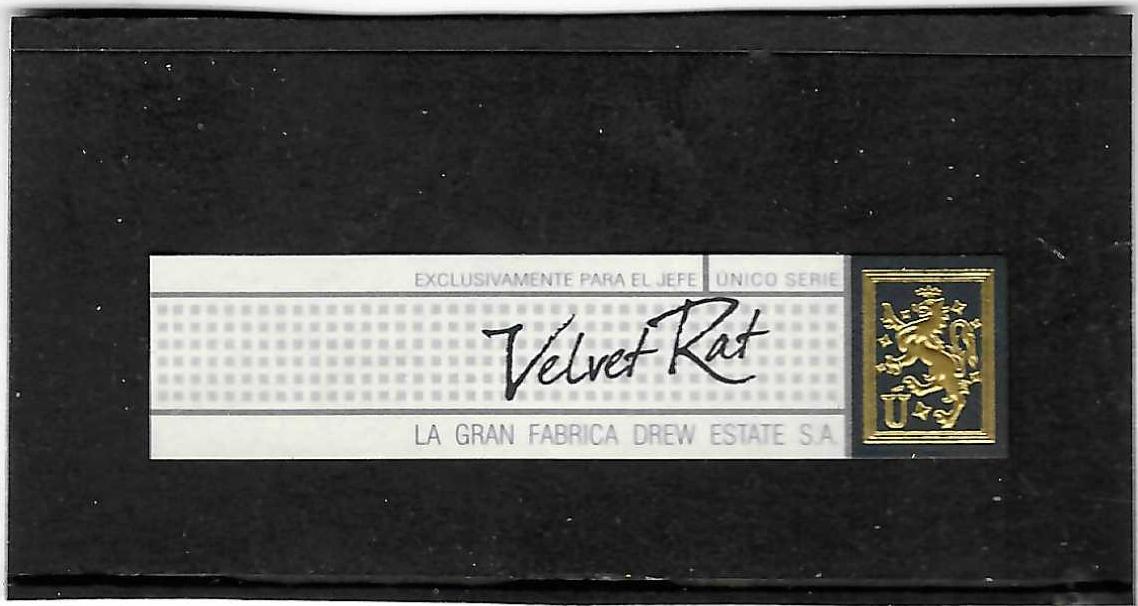 EXCLUSIVAMENTE PARA EL JEFE ÚNICO SERIE
Velvet Rat
U
LA GRAN FABRICA DREW ESTATE S.A.